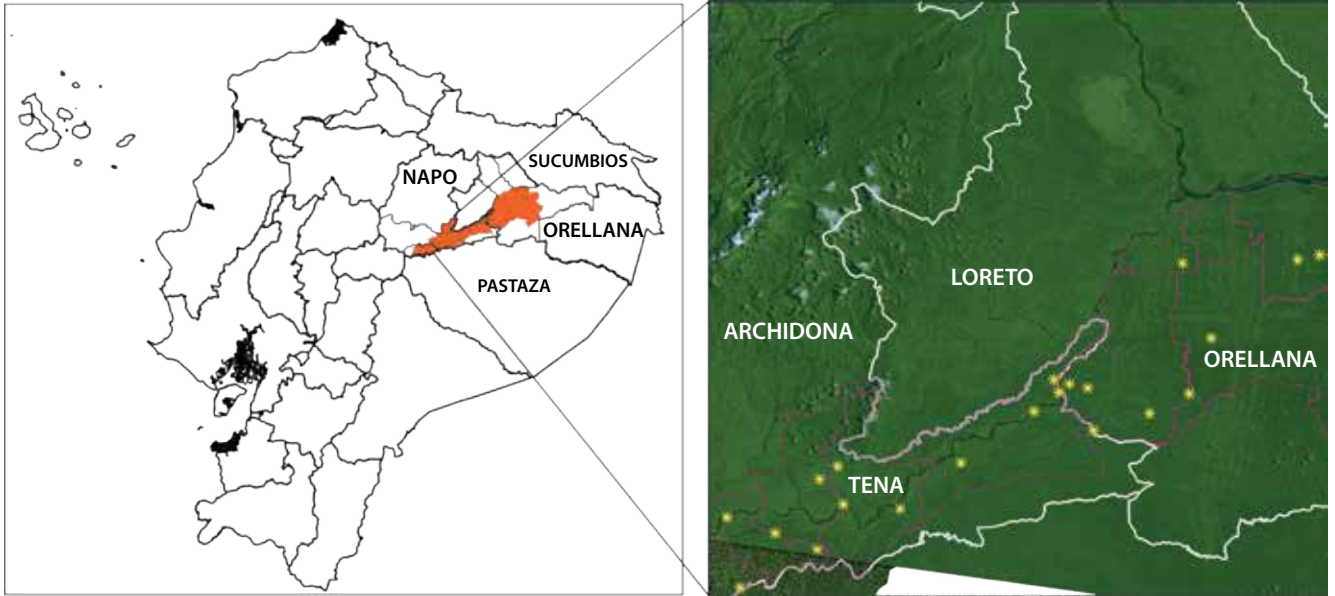 SUCUMBIOS
NAPO
ORELLANA
PASTAZA
LORETO
ARCHIDONA
ORELLANA
TENA